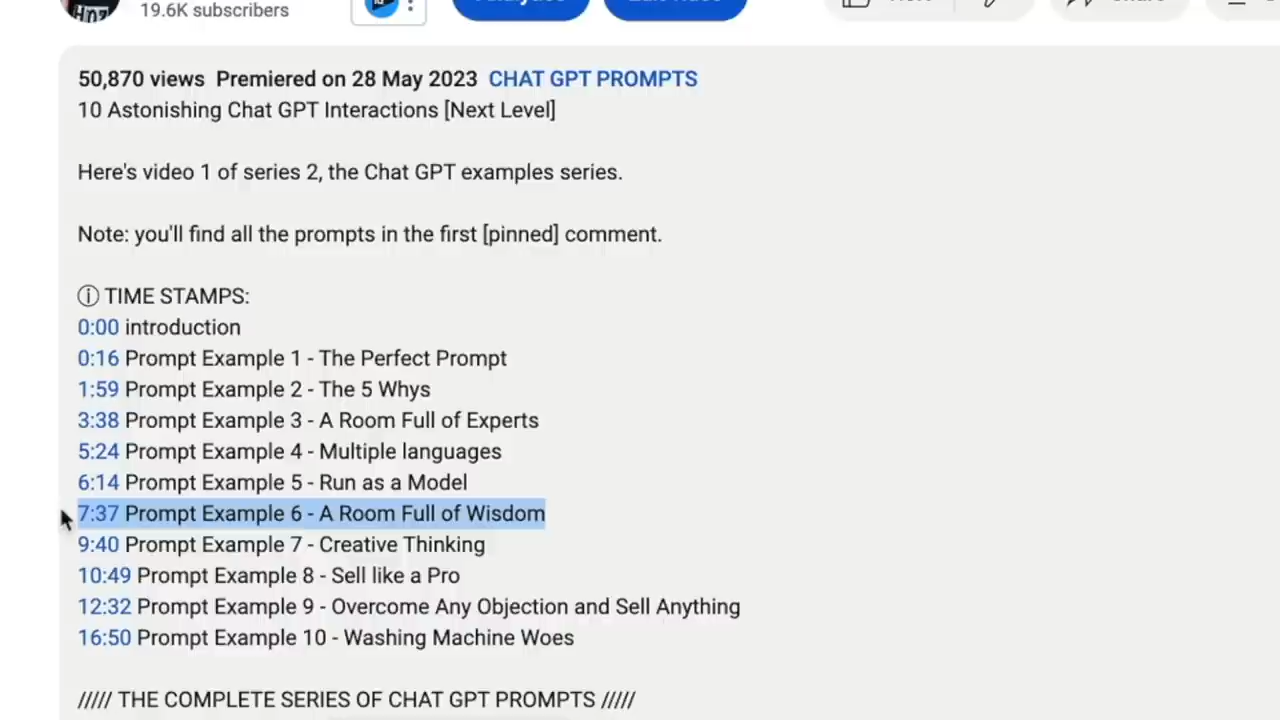 19.6K subscribers
50,870 views Premiered on 28 May 2023 CHAT GPT PROMPTS
10 Astonishing Chat GPT Interactions [Next Level]
Here's video 1 of series 2, the Chat GPT examples series.
Note: you'll find all the prompts in the first [pinned] comment.
ⓘ TIME STAMPS:
0:00 introduction
0:16 Prompt Example 1 - The Perfect Prompt
1:59 Prompt Example 2 - The 5 Whys
3:38 Prompt Example 3 - A Room Full of Experts
5:24 Prompt Example 4 - Multiple languages
6:14 Prompt Example 5 - Run as a Model
7:37 Prompt Example 6 - A Room Full of Wisdom
9:40 Prompt Example 7 - Creative Thinking
10:49 Prompt Example 8 - Sell like a Pro
12:32 Prompt Example 9 - Overcome Any Objection and Sell Anything
16:50 Prompt Example 10 - Washing Machine Woes
///// THE COMPLETE SERIES OF CHAT GPT PROMPTS /////